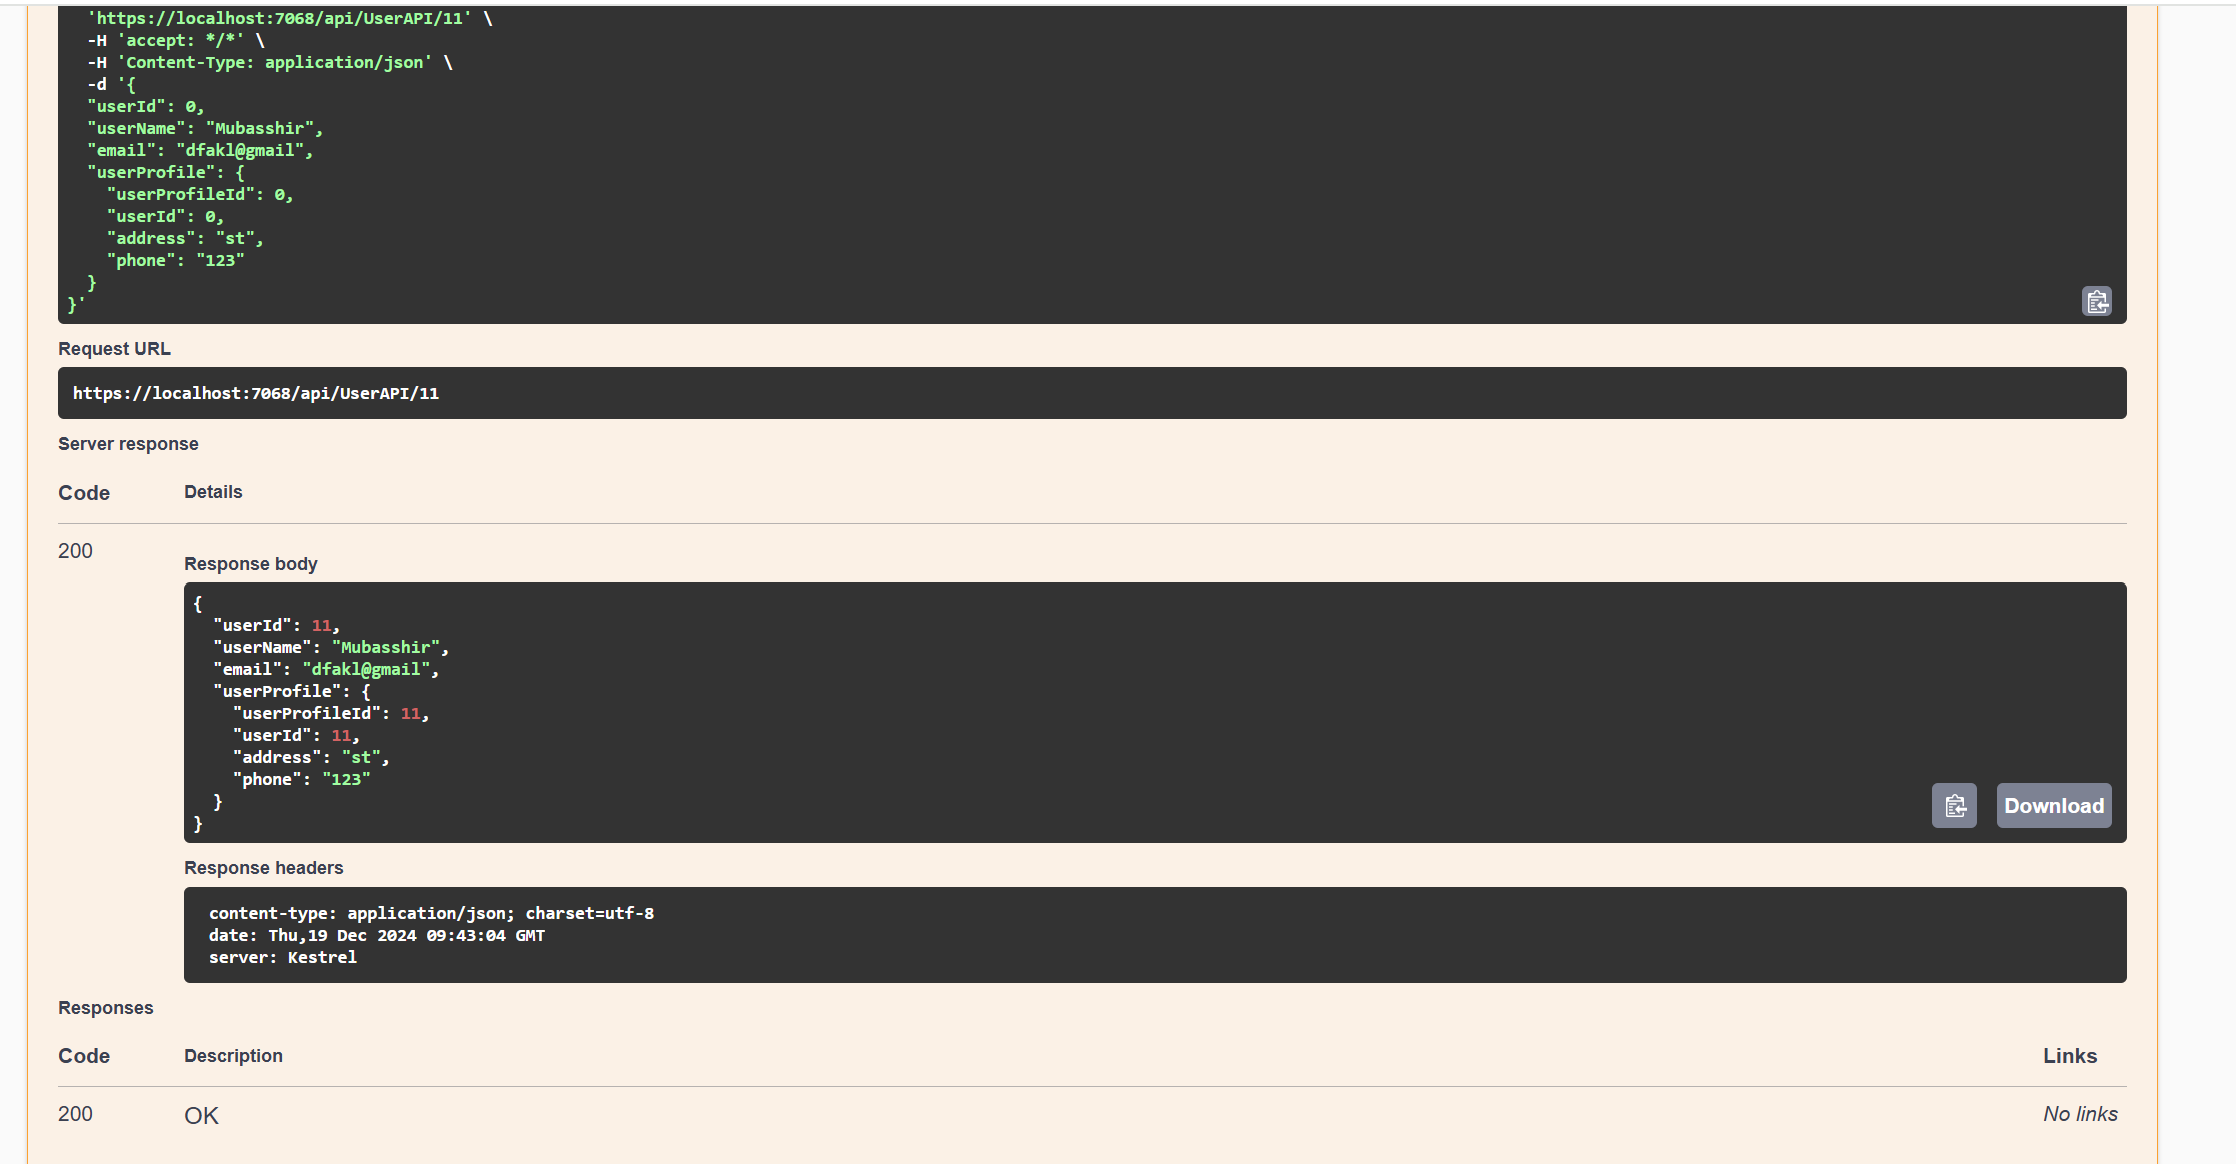 'https://localhost:7068/api/UserAPI/11' \
-H 'accept: */*' \
-H 'Content-Type: application/json' \
-d '{
"userId": 0,
"userName": "Mubasshir",
"email": "dfakl@gmail",
"userProfile": {
"userProfileId": 0,
"userId": 0,
"address": "st",
"phone": "123"
}
}'
Request URL
https://localhost:7068/api/UserAPI/11
Server response
Code Details
200
Response body
{
"userId": 11,
"userName": "Mubasshir",
"email": "dfakl@gmail",
"userProfile": {
"userProfileId": 11,
"userId": 11,
"address": "st",
"phone": "123"
}
}
Download
Response headers
content-type: application/json; charset=utf-8
date: Thu,19 Dec 2024 09:43:04 GMT
server: Kestrel
Responses
Code Description Links
200 OK No links